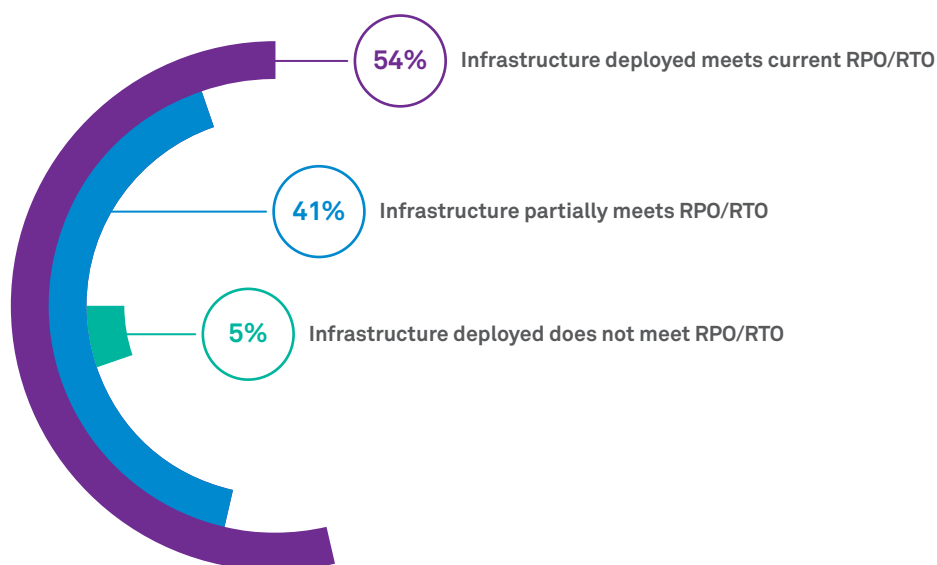 54% Infrastructure deployed meets current RPO/RTO
41% Infrastructure partially meets RPO/RTO
5% Infrastructure deployed does not meet RPO/RTO